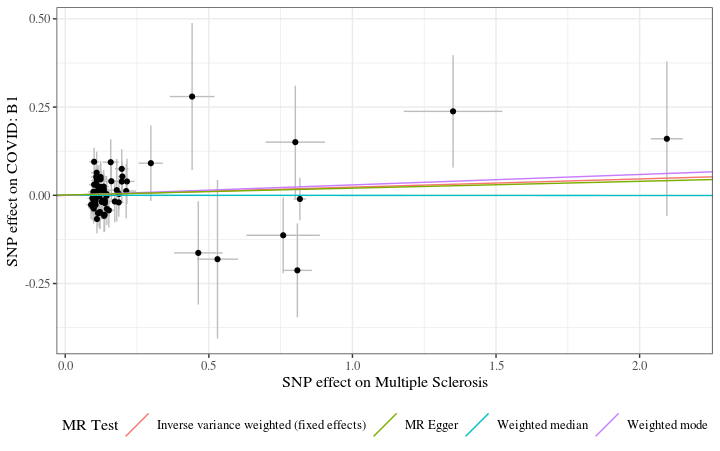 0.50
0.25
0.00
-0.25
SNP effect on COVID: B1
0.0
0.5
1.0
1.5
2.0
SNP effect on Multiple Sclerosis
MR Test
Inverse variance weighted (fixed effects)
MR Egger
Weighted median
Weighted mode